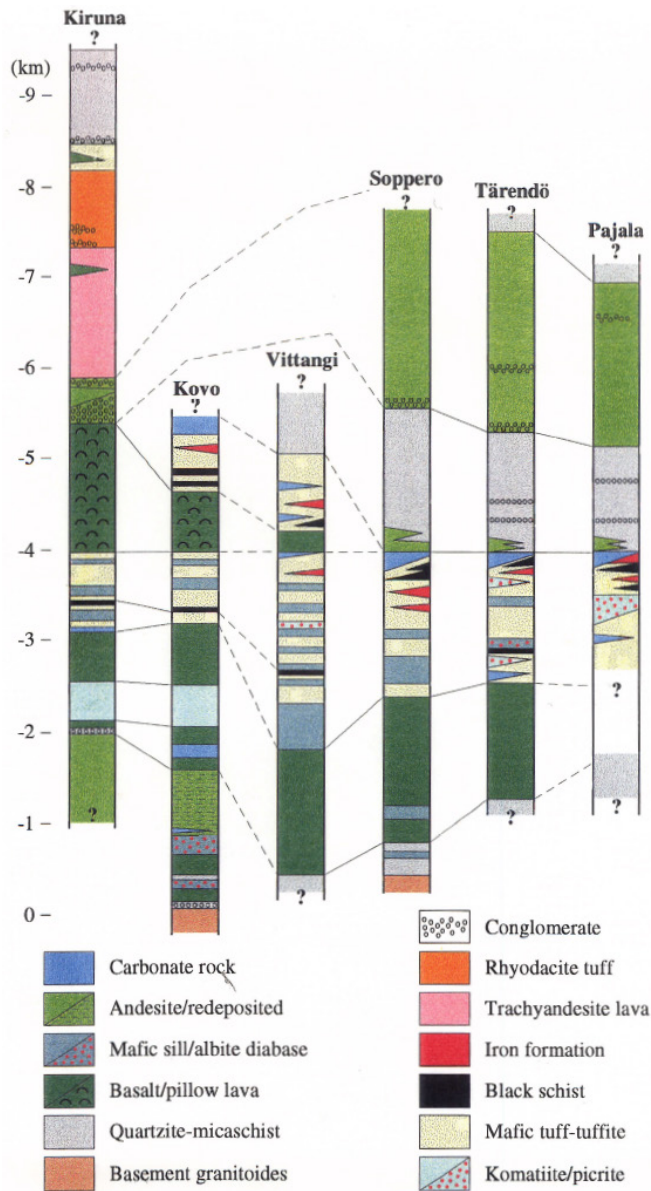 Kiruna
?
(km)
-9
-8
-7
-6
-5
-4
-3
-2
-1
0
?
Kovo
?
Vittangi
?
?
Soppero
?
Tärendö
?
?
Pajala
?
?
?
Carbonate rock
Andesite/redeposited
Mafic sill/albite diabase
Basalt/pillow lava
Quartzite-micaschist
Basement granitoides
Conglomerate
Rhyodacite tuff
Trachyandesite lava
Iron formation
Black schist
Mafic tuff-tuffite
Komatiite/picrite